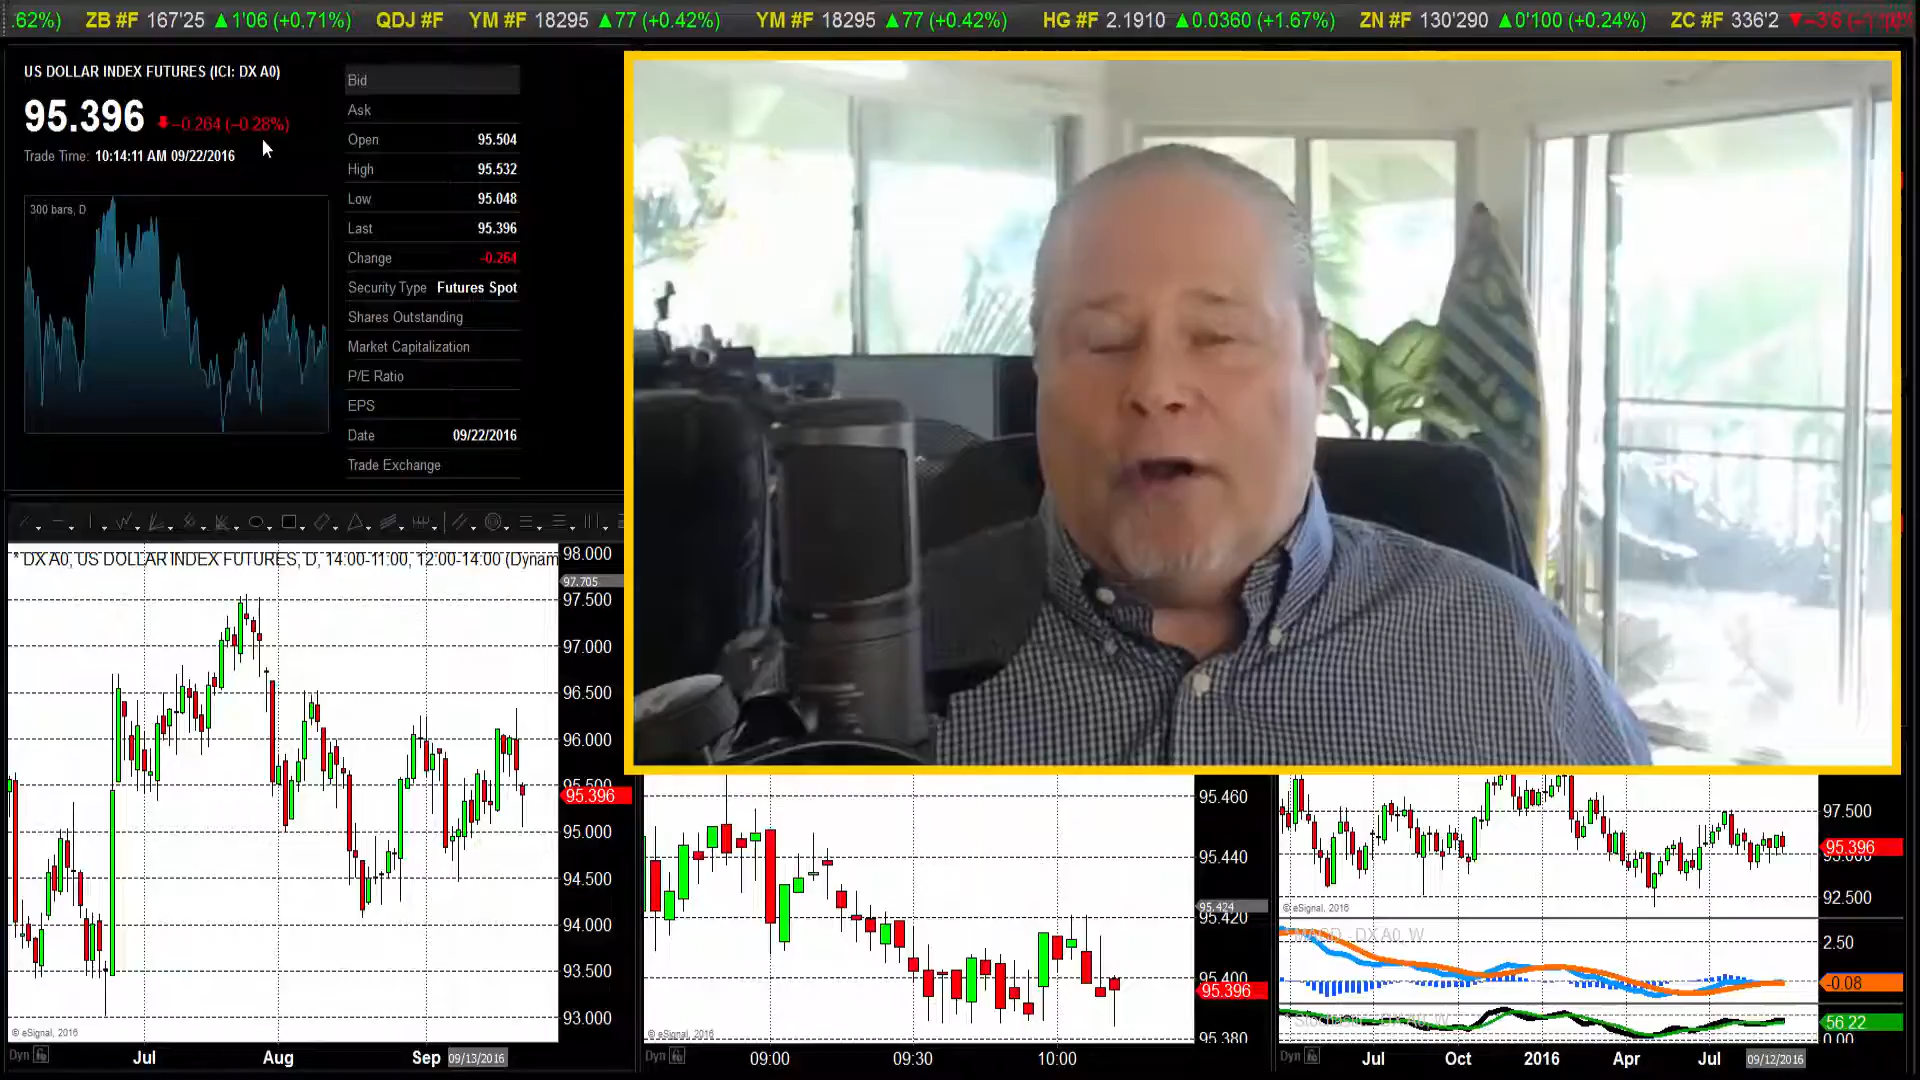 .62%) ZB #F 167'25 ▲1'06 (+0,71%) QDJ #F YM #F 18295 ▲77 (+0.42%) YM #F 18295 ▲77 (+0.42%) HG #F 2.1910 ▲0.0360 (+1.67%) ZN #F 130'290 ▲0'100 (+0.24%) ZC #F 336'2
US DOLLAR INDEX FUTURES (ICI: DX A0)
95.396 −0.264 (−0.28%)
Trade Time: 10:14:11 AM 09/22/2016
300 bars, D
Bid
Ask
Open 95.504
High 95.532
Low 95.048
Last 95.396
Change -0.264
Security Type Futures Spot
Shares Outstanding
Market Capitalization
P/E Ratio
EPS
Date 09/22/2016
Trade Exchange
* DX A0, US DOLLAR INDEX FUTURES, D, 14:00-11:00, 12:00-14:00 (Dynam
98.000
97.705
97.500
97.000
96.500
96.000
95.500
95.396
95.000
94.500
94.000
93.500
93.000
© eSignal, 2016
Dyn Jul Aug Sep 09/13/2016
95.460
95.440
95.424
95.420
95.400
95.396
95.380
© eSignal, 2016
Dyn 09:00 09:30 10:00
97.500
95.396
95.000
92.500
© eSignal, 2016
MACD - DX A0, W
2.50
-0.08
56.22
0.00
Dyn Jul Oct 2016 Apr Jul 09/12/2016